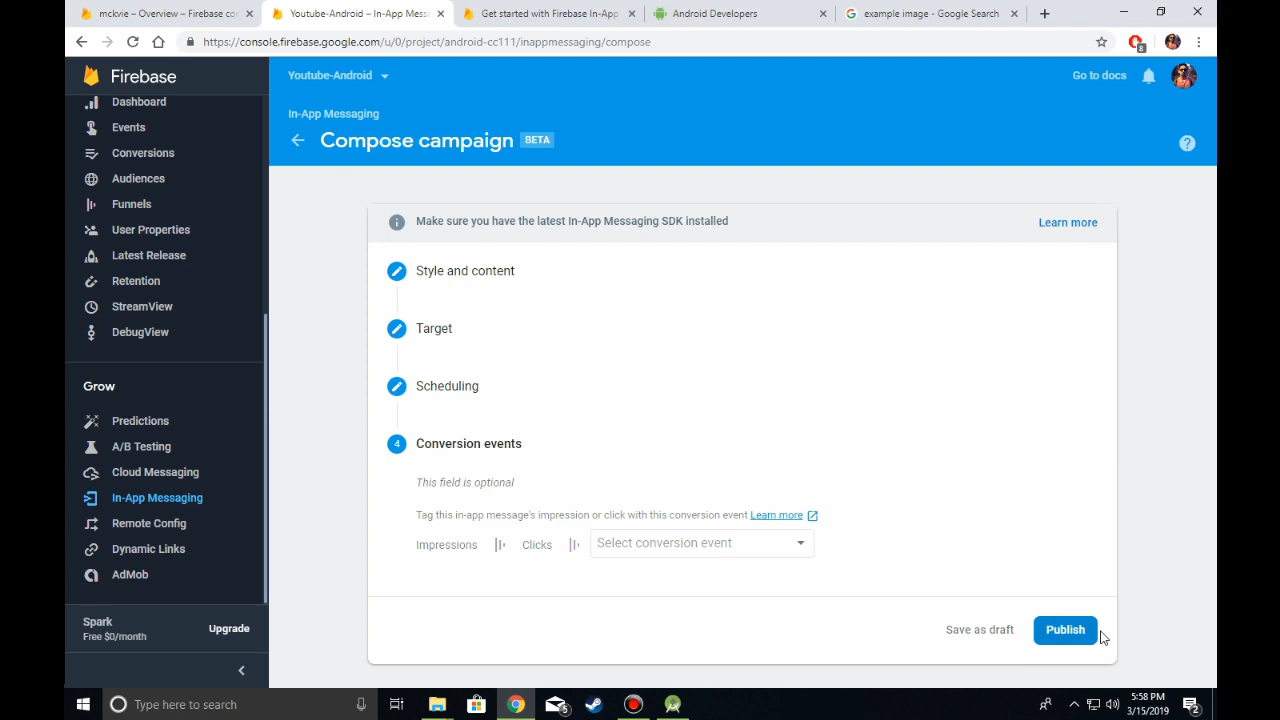 mckvie – Overview – Firebase co
Youtube-Android – In-App Mess
Get started with Firebase In-App
Android Developers
example image - Google Search
https://console.firebase.google.com/u/0/project/android-cc111/inappmessaging/compose
8
Firebase
Youtube-Android
Go to docs
In-App Messaging
Compose campaign BETA
?
Dashboard
Events
Conversions
Audiences
Funnels
User Properties
Latest Release
Retention
StreamView
DebugView
Grow
Predictions
A/B Testing
Cloud Messaging
In-App Messaging
Remote Config
Dynamic Links
AdMob
Spark
Free $0/month
Upgrade
Make sure you have the latest In-App Messaging SDK installed
Learn more
Style and content
Target
Scheduling
4 Conversion events
This field is optional
Tag this in-app message's impression or click with this conversion event Learn more
Impressions Clicks Select conversion event
Save as draft Publish
Type here to search
5
5:58 PM
3/15/2019
2